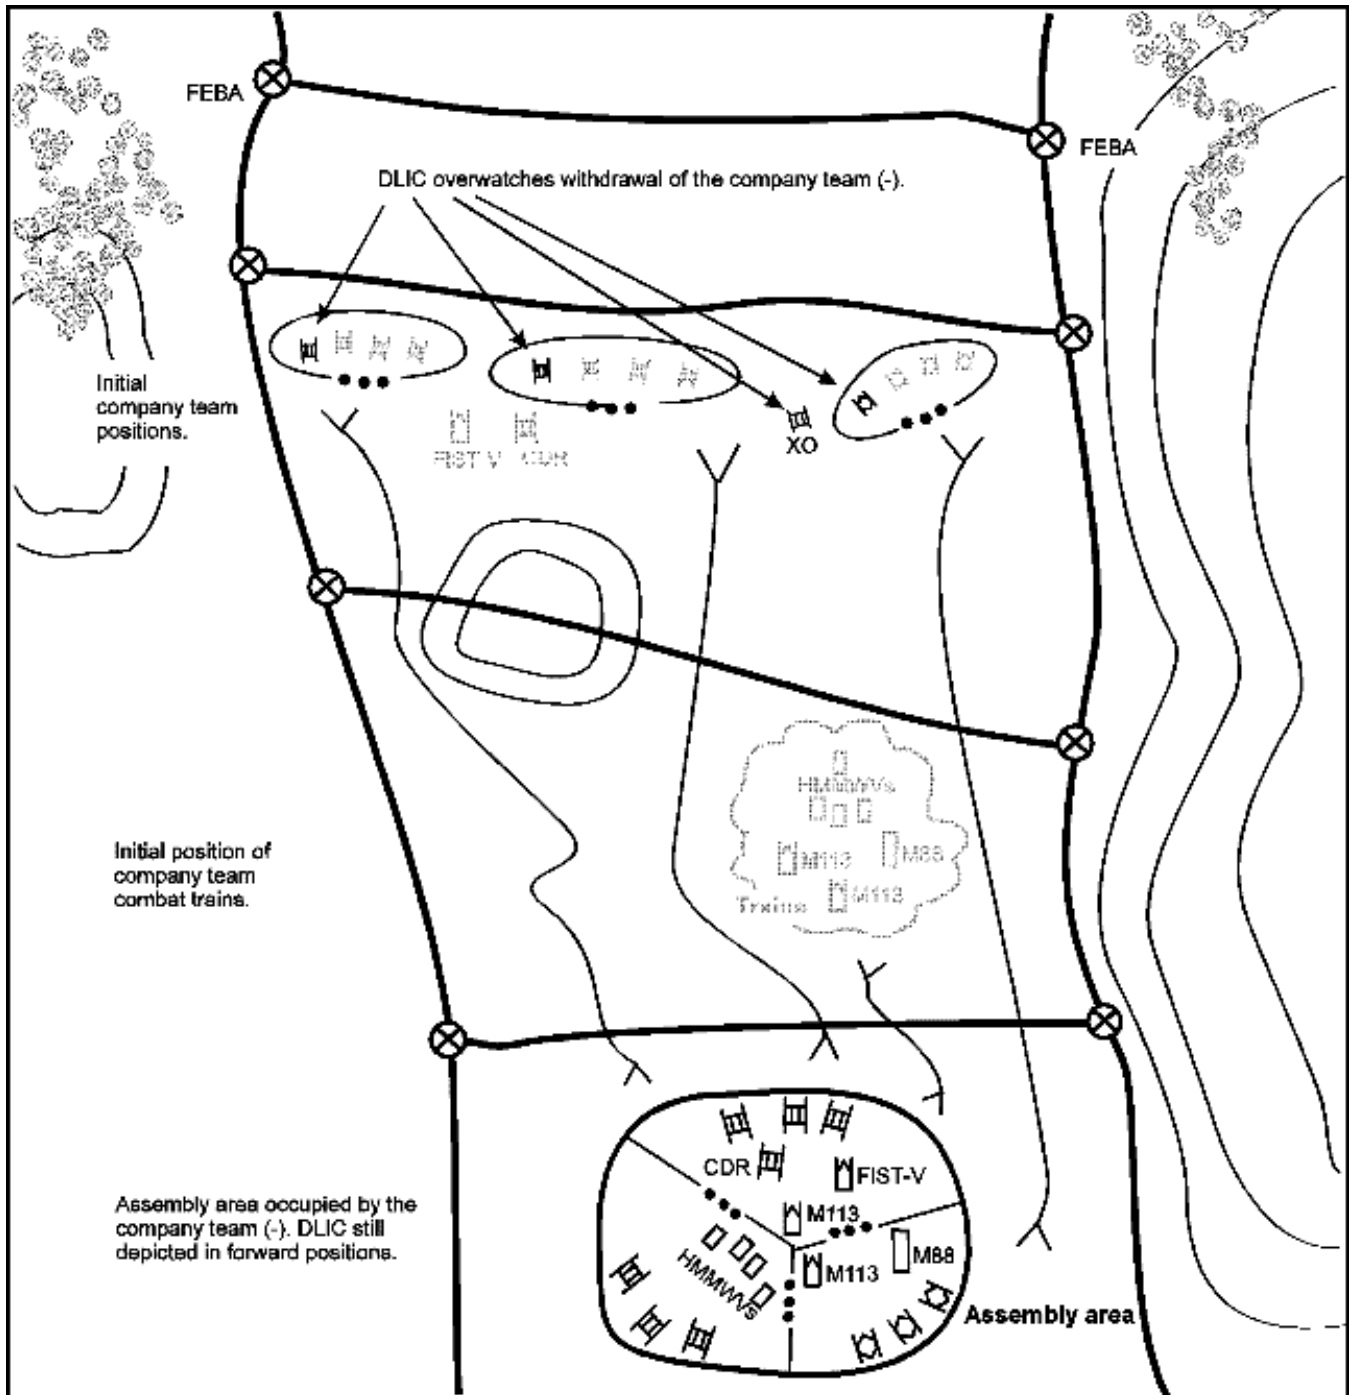 FEBA
FEBA
DLIC overwatches withdrawal of the company team (-).
Initial
company team
positions.
FIST-V CDR
XO
HMMWVs
M113 M88
M113
Trains
Initial position of
company team
combat trains.
CDR
FIST-V
M113
M88
M113
HMMWVs
Assembly area occupied by the
company team (-). DLIC still
depicted in forward positions.
Assembly area